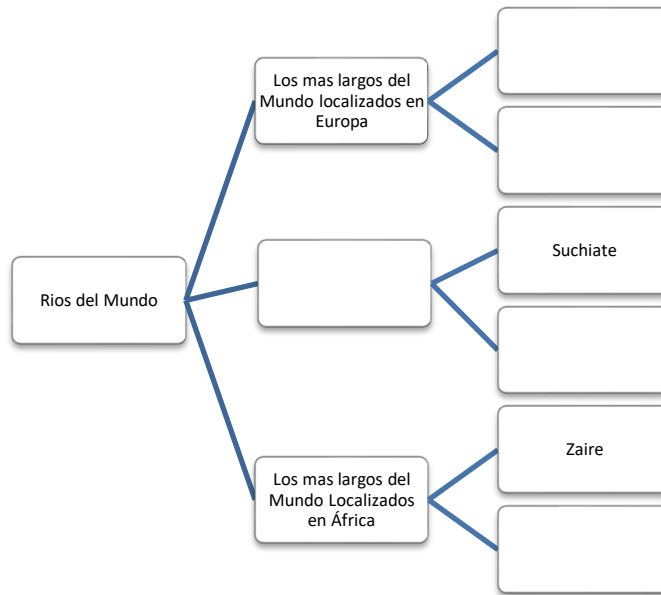 Los mas largos del
Mundo localizados en
Europa
Suchiate
Rios del Mundo
Zaire
Los mas largos del
Mundo Localizados
en África